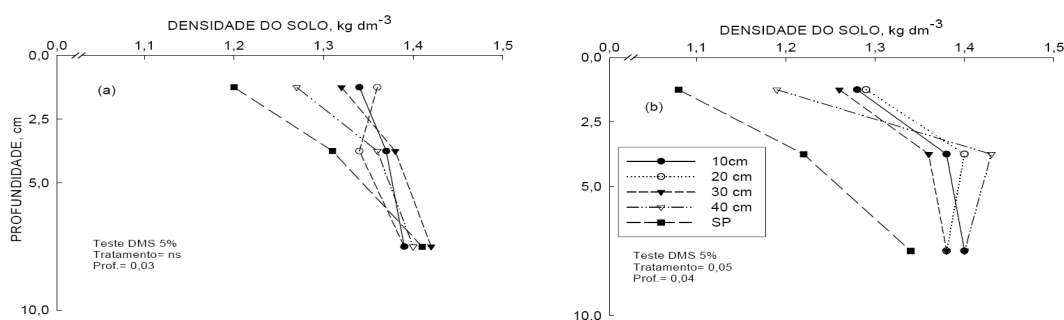 DENSIDADE DO SOLO, kg dm-3
0,0 1,1 1,2 1,3 1,4 1,5
0,0
2,5
5,0
10,0
PROFUNDIDADE, cm
(a)
Teste DMS 5%
Tratamento= ns
Prof.= 0,03
DENSIDADE DO SOLO, kg dm-3
0,0 1,1 1,2 1,3 1,4 1,5
0,0
2,5
5,0
10,0
(b)
10cm
20 cm
30 cm
40 cm
SP
Teste DMS 5%
Tratamento= 0,05
Prof.= 0,04